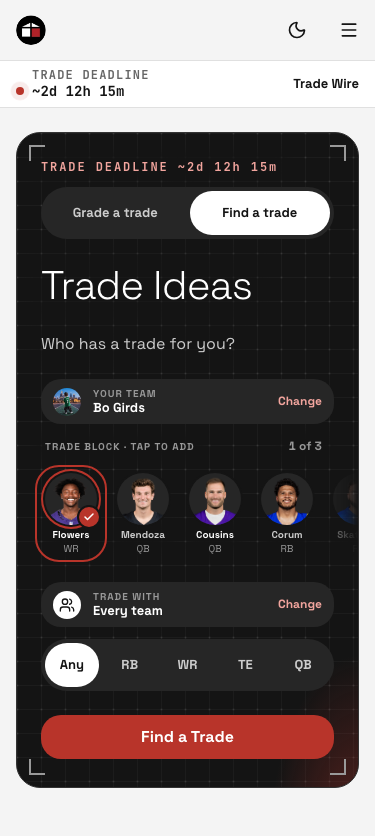 TRADE DEADLINE
~2d 12h 15m
Trade Wire
TRADE DEADLINE ~2d 12h 15m
Grade a trade
Find a trade
Trade Ideas
Who has a trade for you?
YOUR TEAM
Bo Girds
Change
TRADE BLOCK · TAP TO ADD
1 of 3
Flowers
WR
Mendoza
QB
Cousins
QB
Corum
RB
TRADE WITH
Every team
Change
Any
RB
WR
TE
QB
Find a Trade